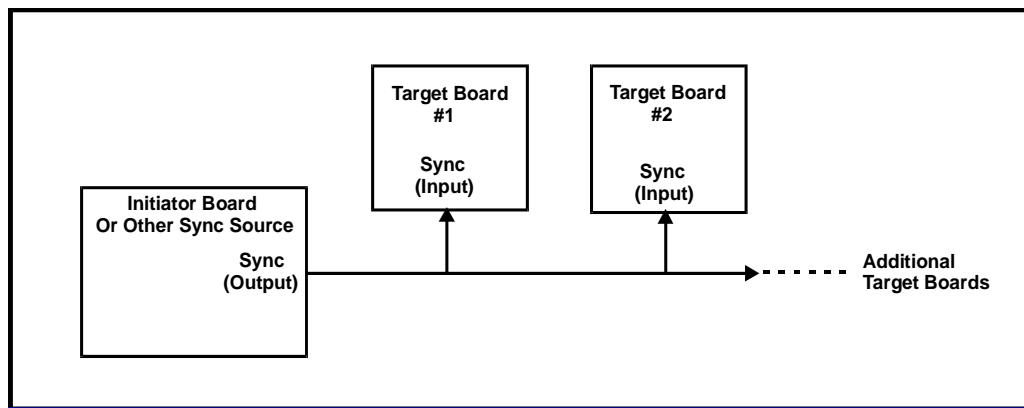 Target Board
#1
Sync
(Input)
Target Board
#2
Sync
(Input)
Initiator Board
Or Other Sync Source
Sync
(Output)
Additional
Target Boards